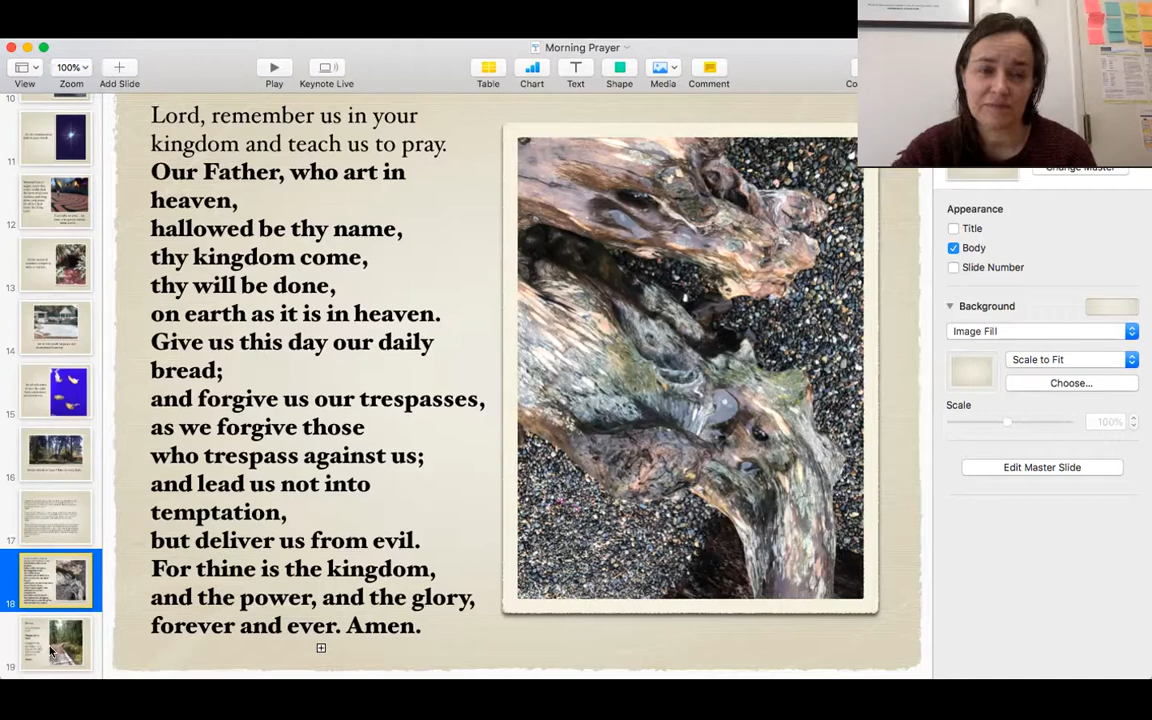 Morning Prayer
100%
View
Zoom
Add Slide
Play
Keynote Live
Table
Chart
Text
Shape
Media
Comment
Co
Change Master
10
11
12
13
14
15
16
17
18
19
Lord, remember us in your
kingdom and teach us to pray.
Our Father, who art in
heaven,
hallowed be thy name,
thy kingdom come,
thy will be done,
on earth as it is in heaven.
Give us this day our daily
bread;
and forgive us our trespasses,
as we forgive those
who trespass against us;
and lead us not into
temptation,
but deliver us from evil.
For thine is the kingdom,
and the power, and the glory,
forever and ever. Amen.
Appearance
Title
Body
Slide Number
Background
Image Fill
Scale to Fit
Choose...
Scale
100%
Edit Master Slide